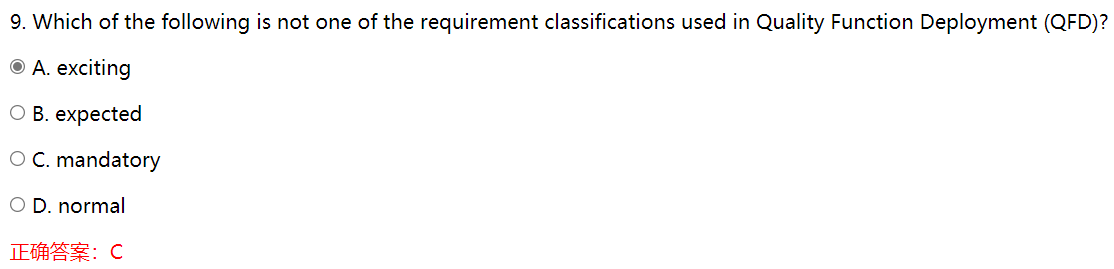 9. Which of the following is not one of the requirement classifications used in Quality Function Deployment (QFD)?
A. exciting
B. expected
C. mandatory
D. normal
正确答案：C